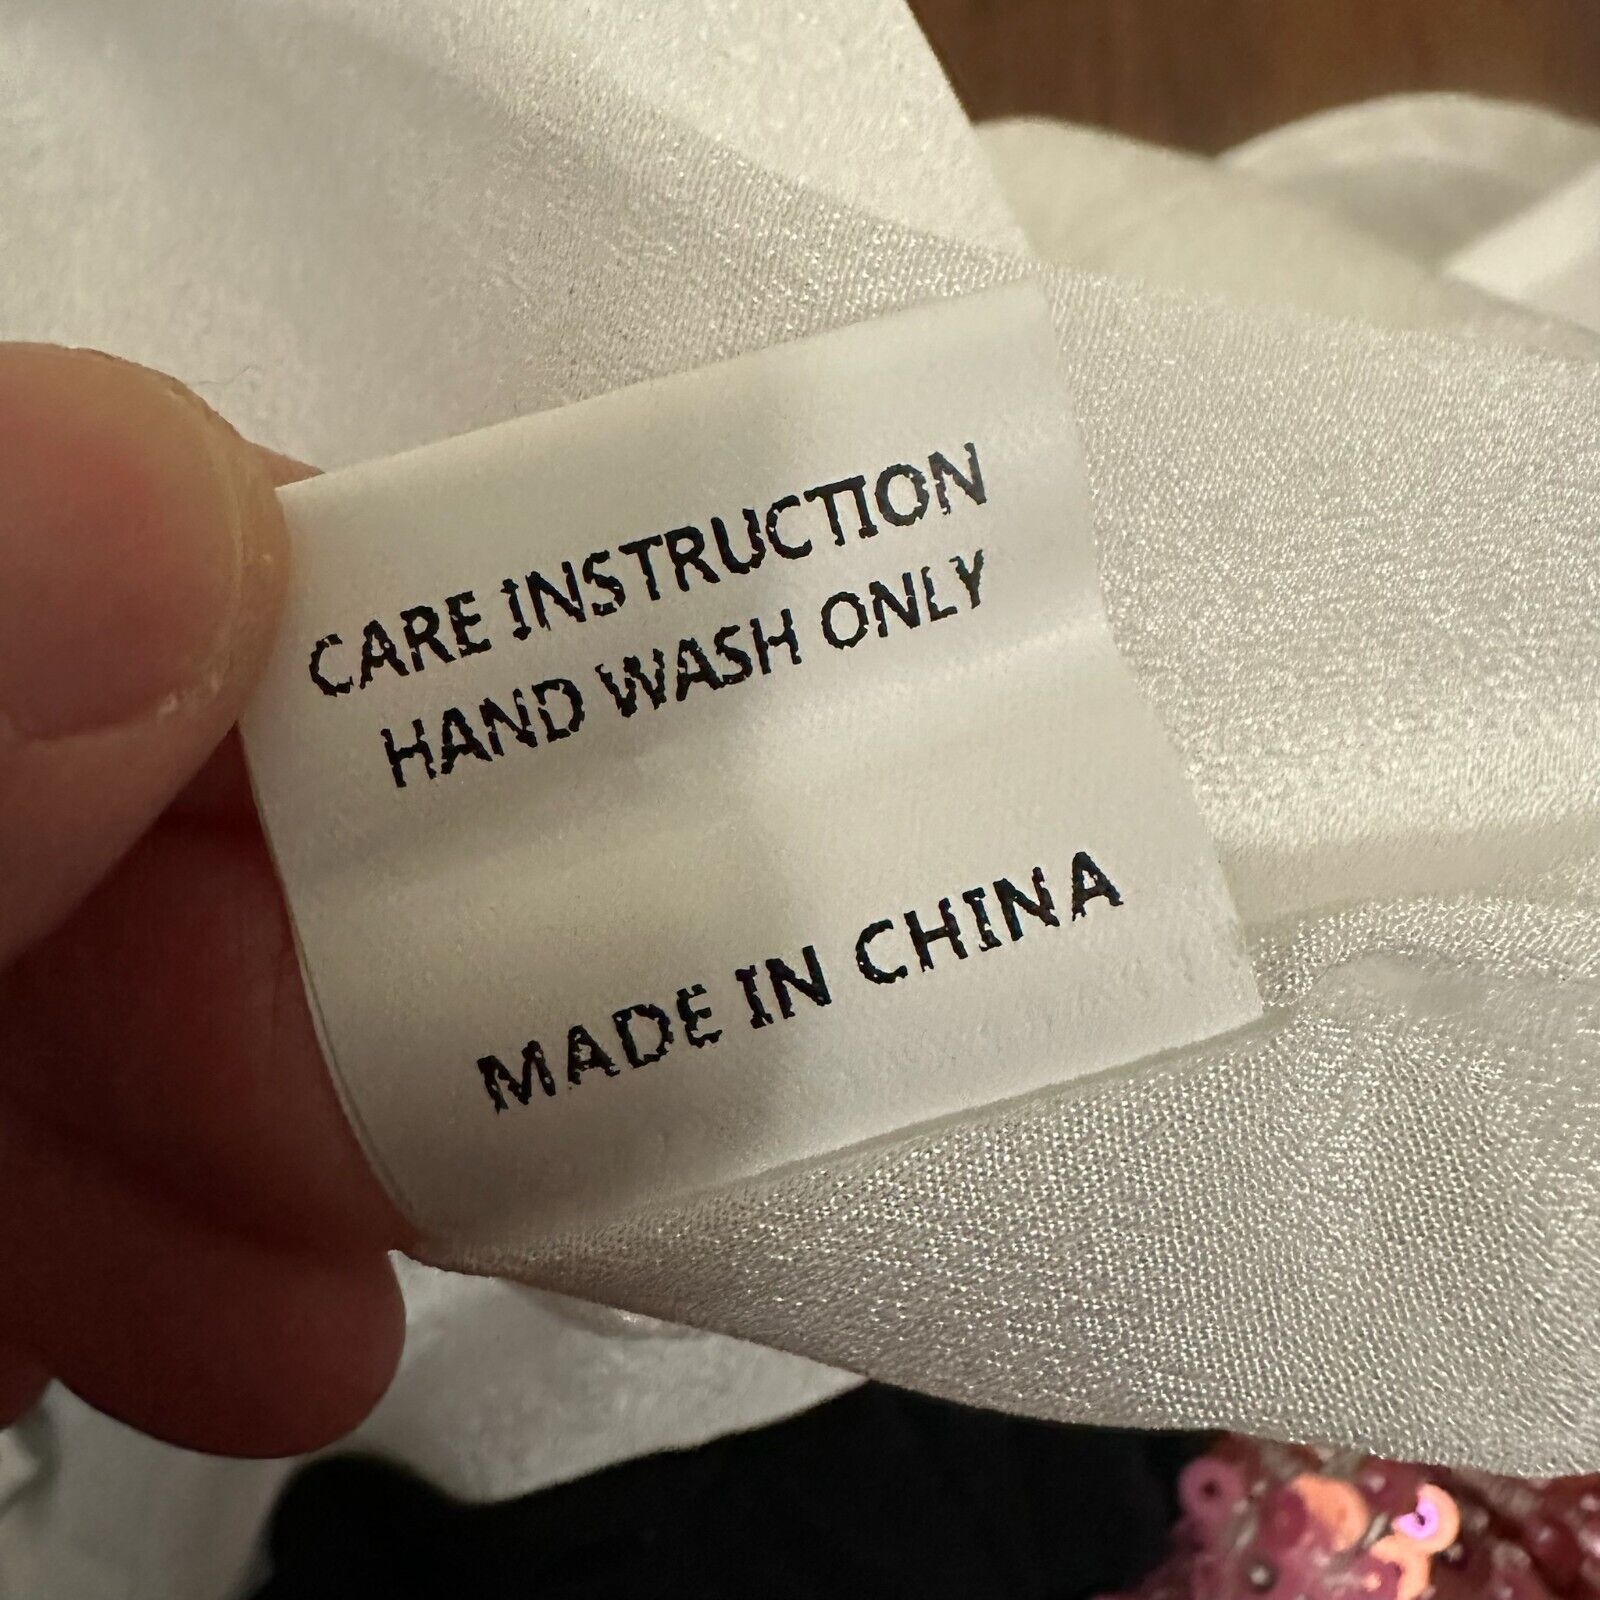 CARE INSTRUCTION
HAND WASH ONLY
MADE IN CHINA